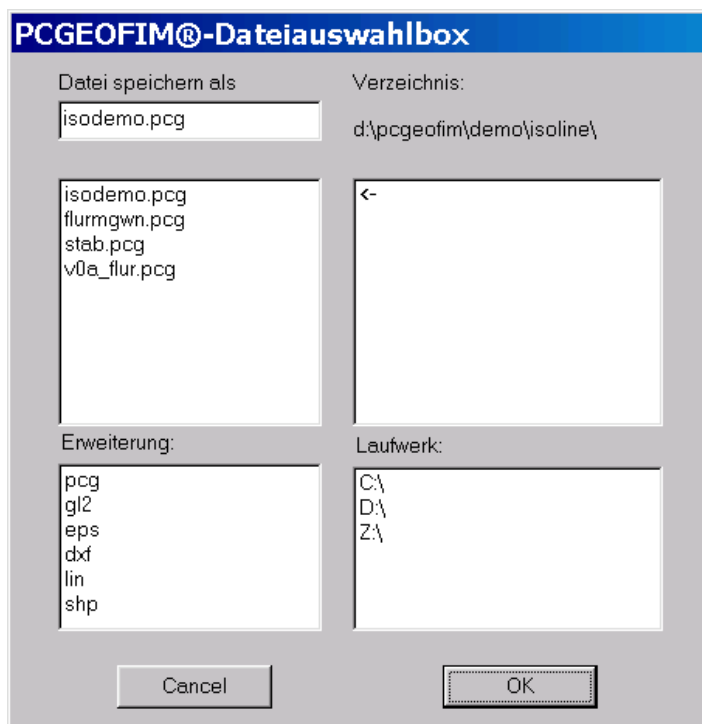 PCGEOFIM®-Dateiauswahlbox
Datei speichern als
isodemo.pcg
Verzeichnis:
d:\pcgeofim\demo\isoline\
isodemo.pcg
flurmgwn.pcg
stab.pcg
v0a_flur.pcg
<-
Erweiterung:
pcg
gl2
eps
dxf
lin
shp
Laufwerk:
C:\
D:\
Z:\
Cancel
OK